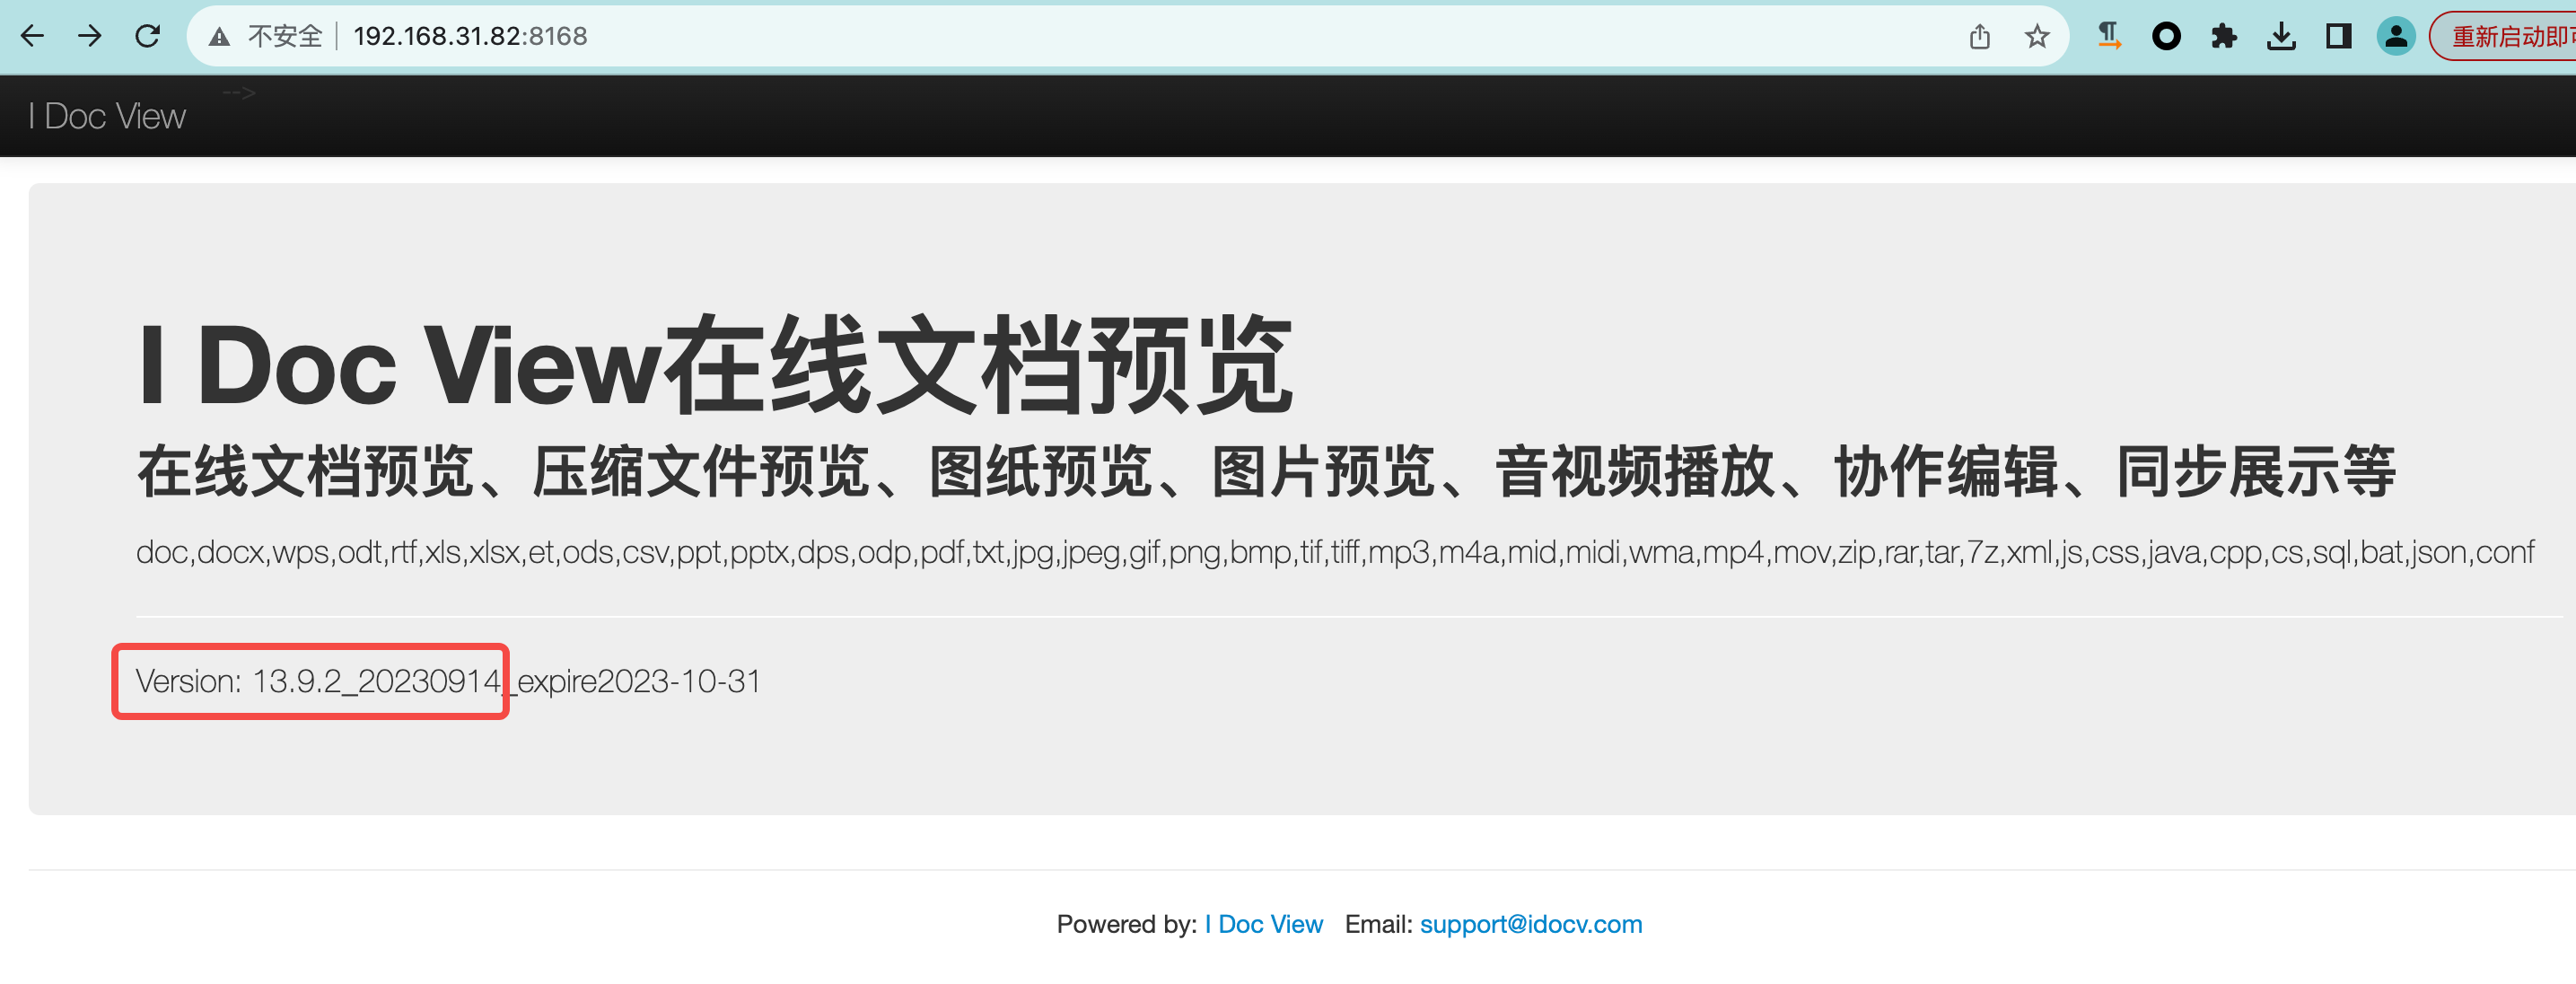 不安全 192.168.31.82:8168
重新启动即可
I Doc View -->
I Doc View在线文档预览
在线文档预览、压缩文件预览、图纸预览、图片预览、音视频播放、协作编辑、同步展示等
doc,docx,wps,odt,rtf,xls,xlsx,et,ods,csv,ppt,pptx,dps,odp,pdf,txt,jpg,jpeg,gif,png,bmp,tif,tiff,mp3,m4a,mid,midi,wma,mp4,mov,zip,rar,tar,7z,xml,js,css,java,cpp,cs,sql,bat,json,conf
Version: 13.9.2_20230914_expire2023-10-31
Powered by: I Doc View Email: support@idocv.com